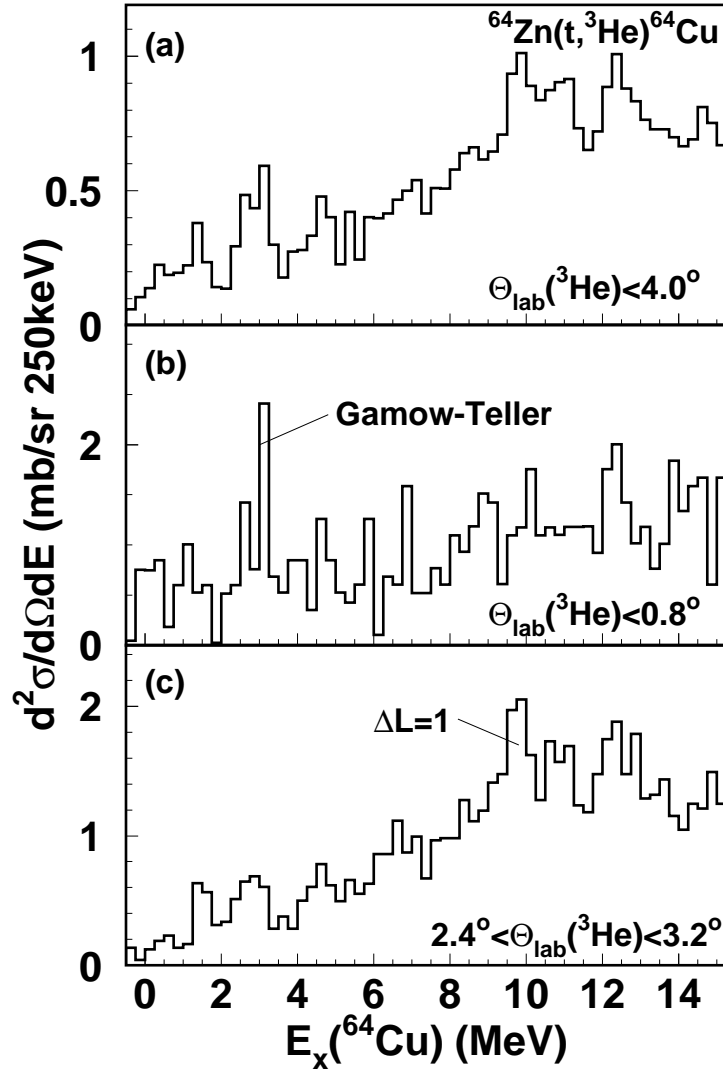 d²σ/dΩdE (mb/sr 250keV)
(a)
⁶⁴Zn(t,³He)⁶⁴Cu
1
0.5
0
Θlab(³He)<4.0°
(b)
Gamow-Teller
2
0
Θlab(³He)<0.8°
(c)
ΔL=1
2
1
0
2.4°<Θlab(³He)<3.2°
0 2 4 6 8 10 12 14
Eₓ(⁶⁴Cu) (MeV)